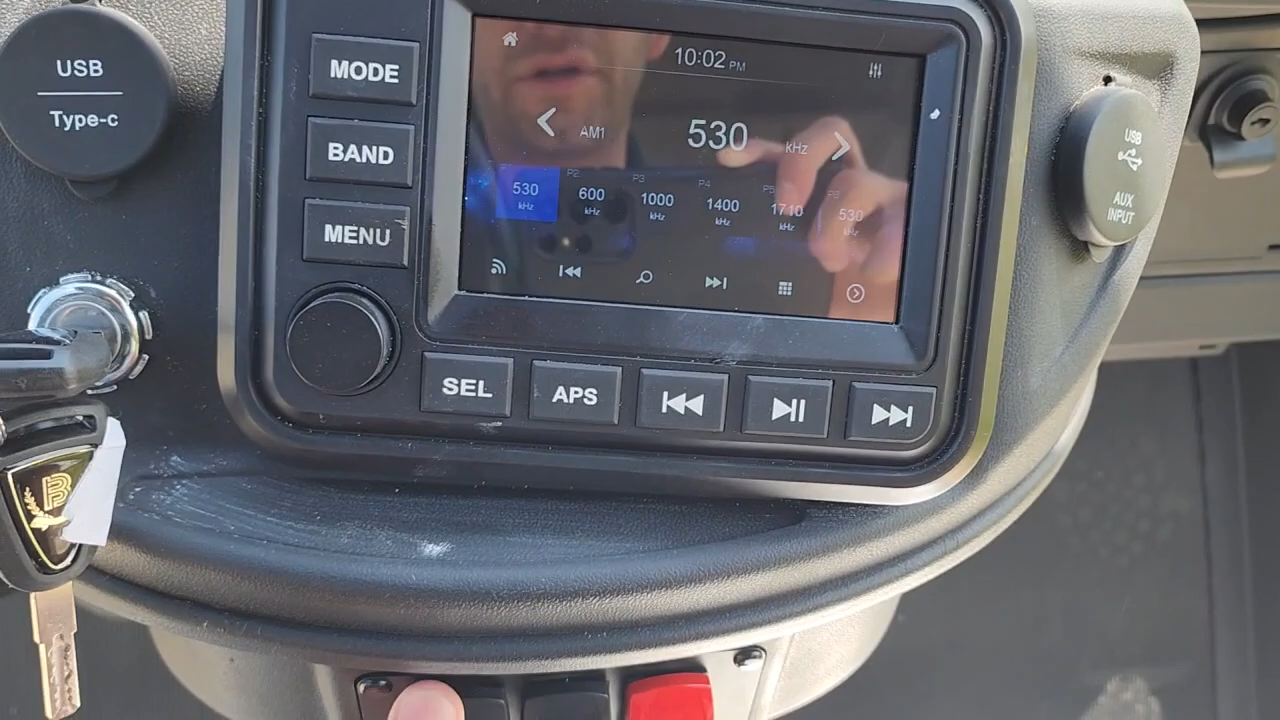 USB
Type-c
MODE
BAND
MENU
10:02 PM
AM1
530
kHz
530
kHz
P2
600
kHz
P3
1000
kHz
P4
1400
kHz
P5
1710
kHz
530
kHz
SEL
APS
USB
AUX
INPUT
B